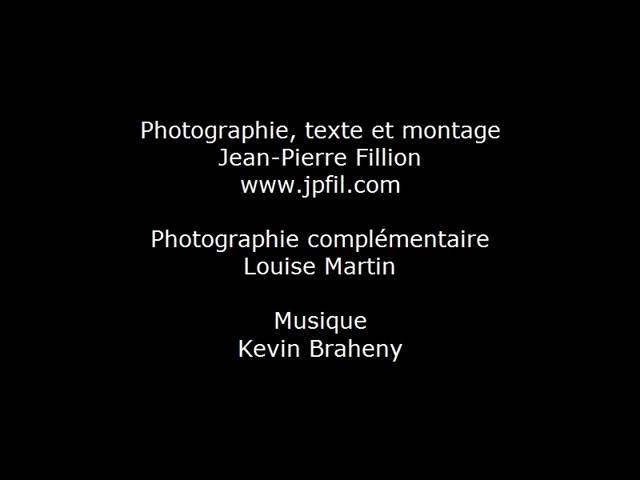 Photographie, texte et montage
Jean-Pierre Fillion
www.jpfil.com
Photographie complémentaire
Louise Martin
Musique
Kevin Braheny